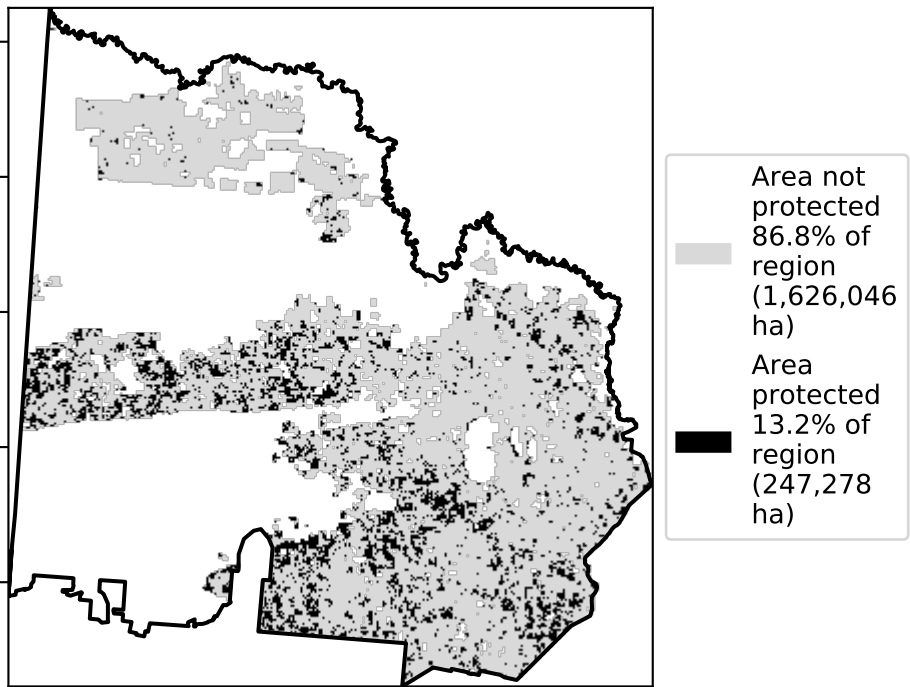 Area not
protected
86.8% of
region
(1,626,046
ha)
Area
protected
13.2% of
region
(247,278
ha)